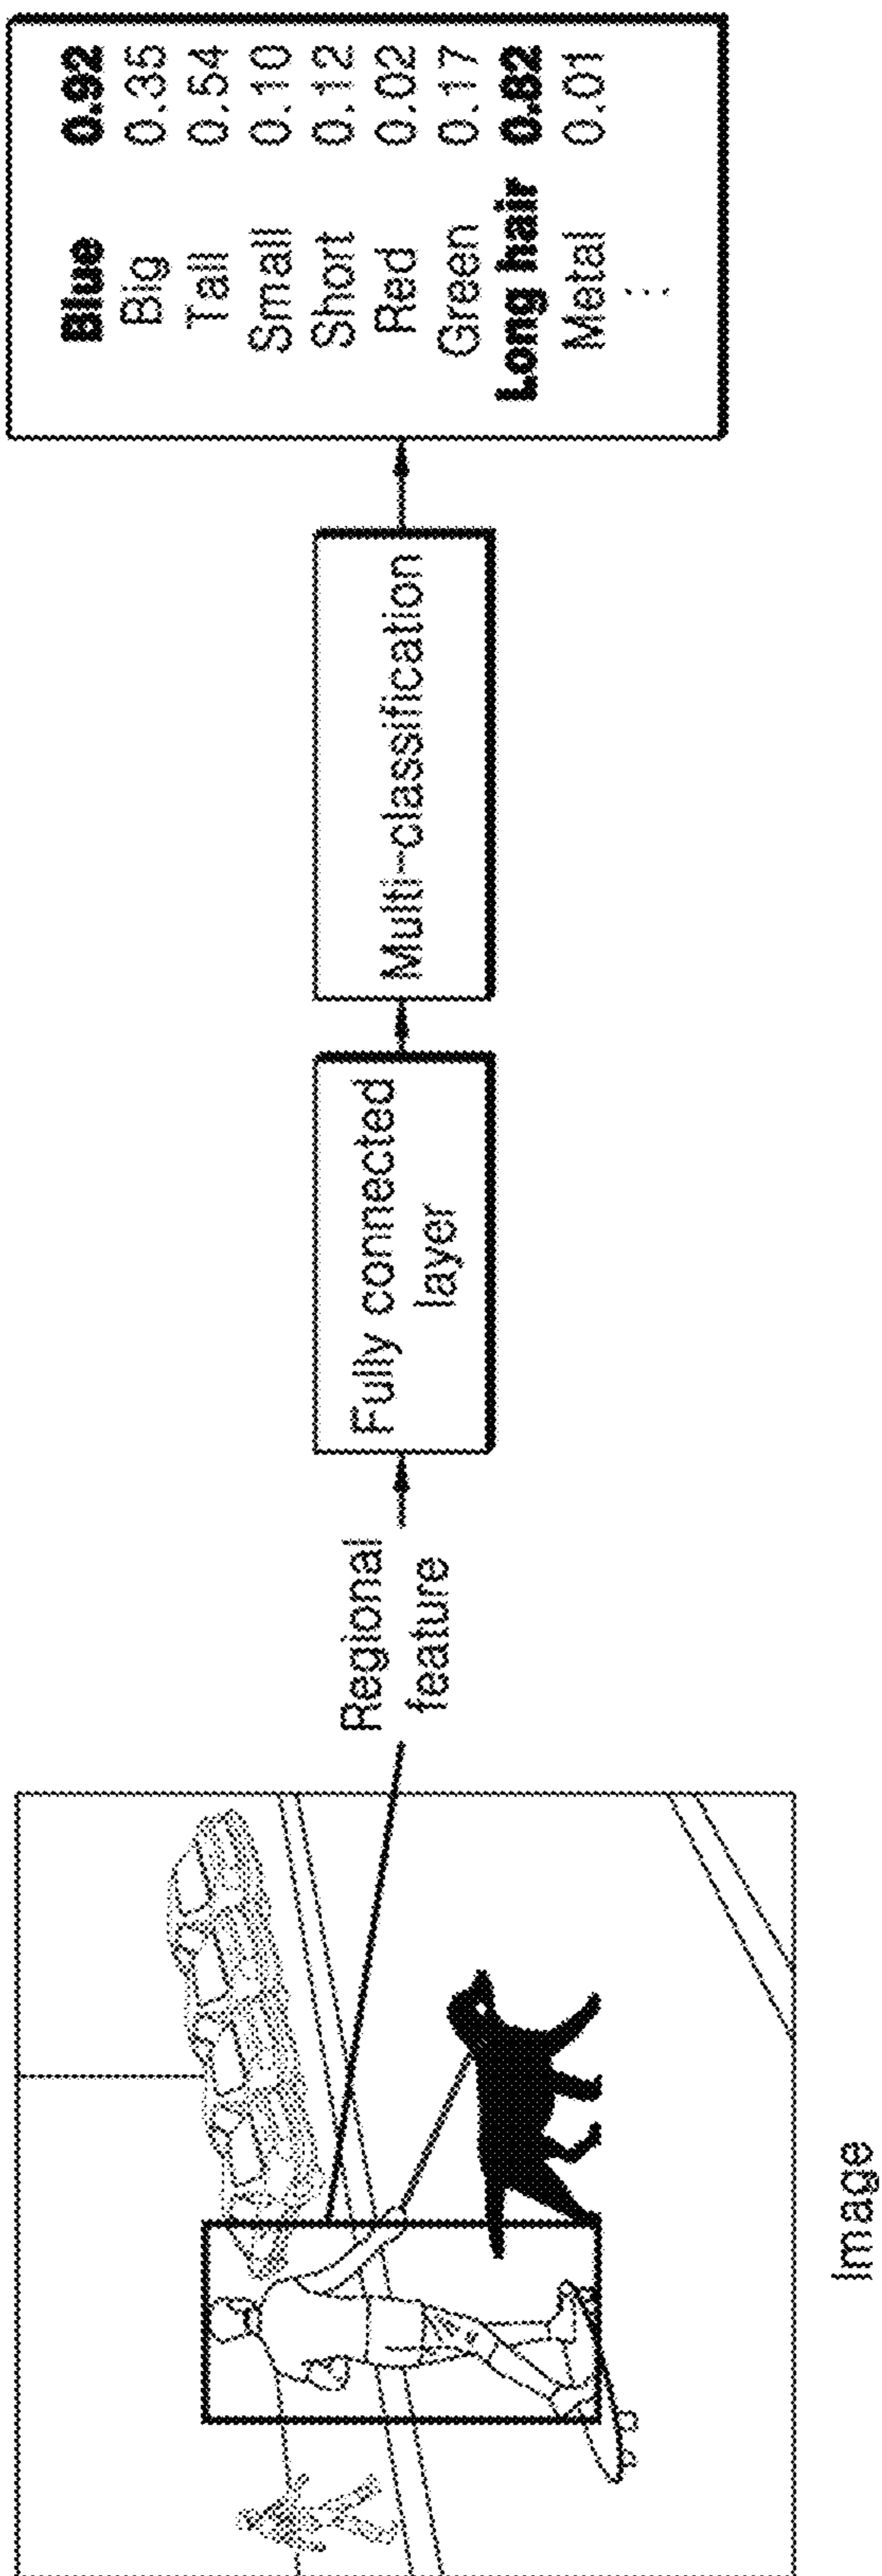 Image
Regional
feature
Fully connected
layer
Multi-classification
Blue 0.92
Big 0.35
Tall 0.54
Small 0.10
Short 0.12
Red 0.02
Green 0.17
Long hair 0.82
Metal 0.01
⋮